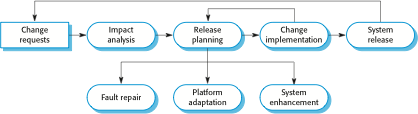 Change
requests
Impact
analysis
Release
planning
Change
implementation
System
release
Fault repair
Platform
adaptation
System
enhancement